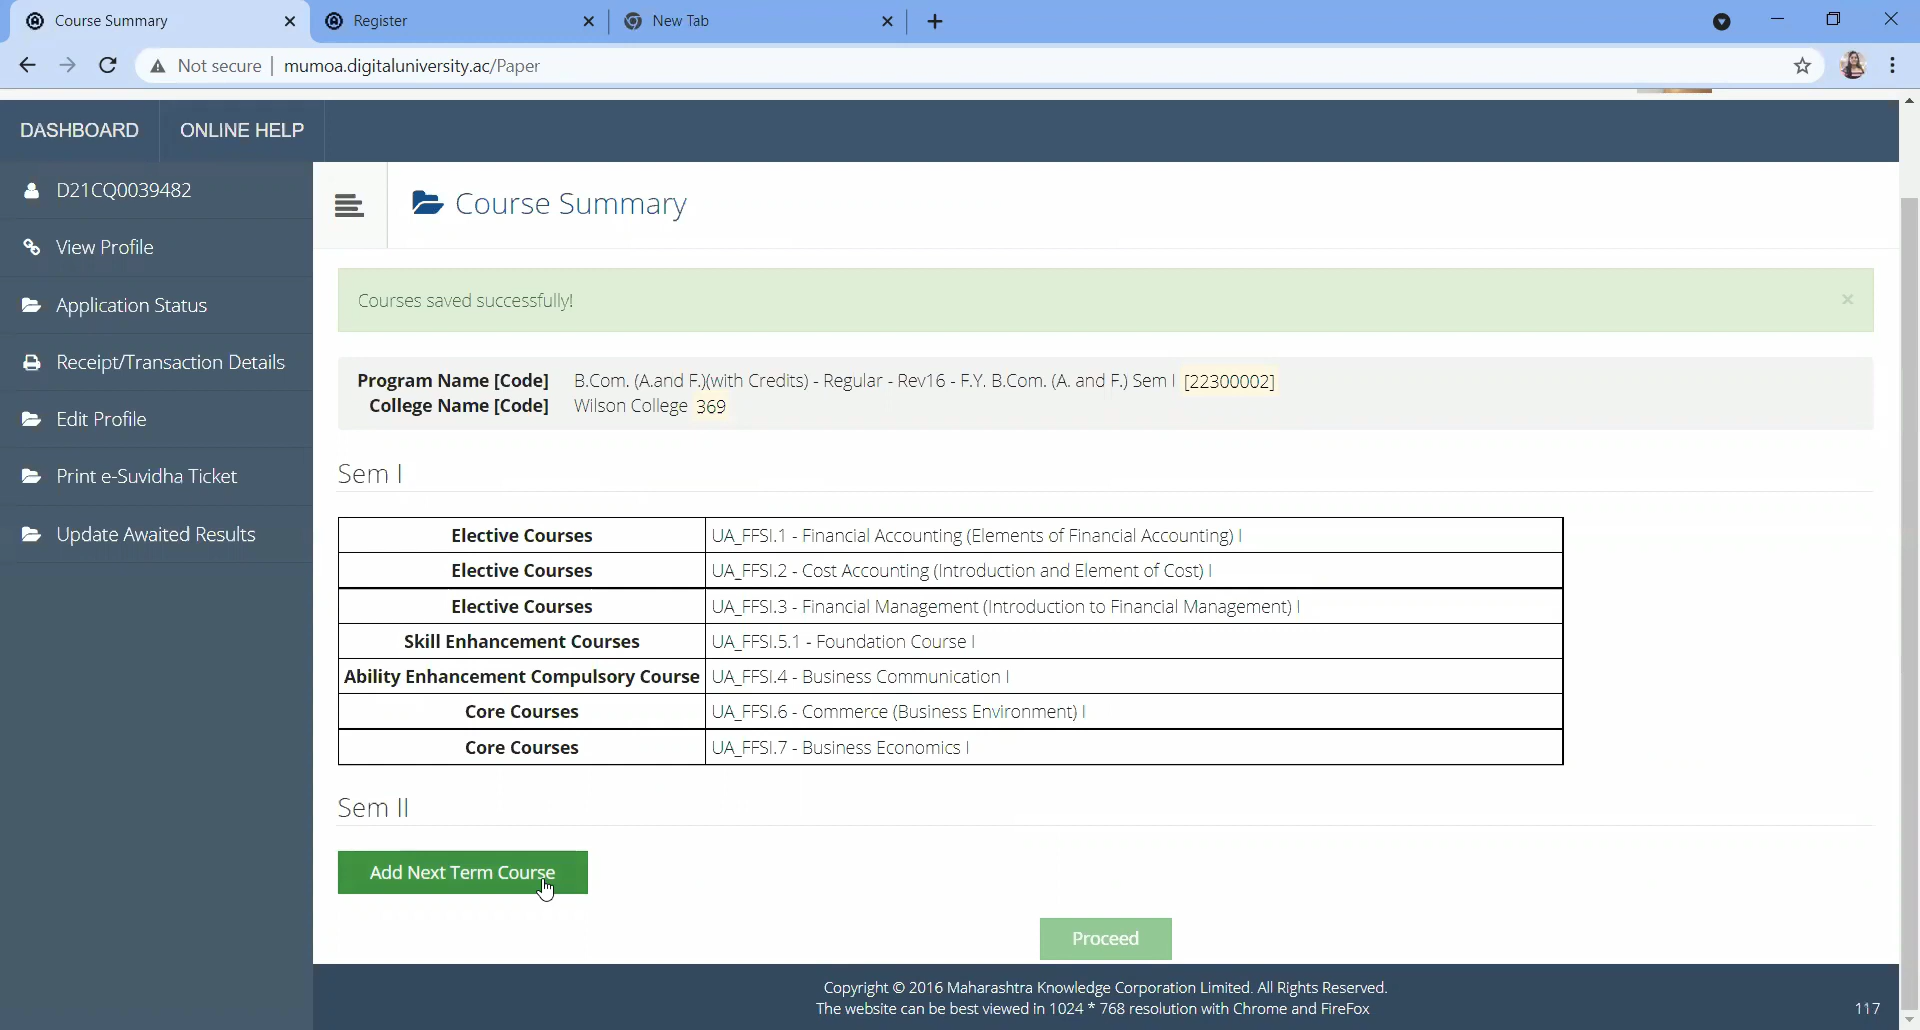 Course Summary
Register
New Tab
Not secure | mumoa.digitaluniversity.ac/Paper
DASHBOARD
ONLINE HELP
D21CQ0039482
View Profile
Application Status
Receipt/Transaction Details
Edit Profile
Print e-Suvidha Ticket
Update Awaited Results
Course Summary
Courses saved successfully!
Program Name [Code] B.Com. (A.and F.)(with Credits) - Regular - Rev16 - F.Y. B.Com. (A. and F.) Sem I [22300002]
College Name [Code] Wilson College 369
Sem I
Elective Courses UA_FFSI.1 - Financial Accounting (Elements of Financial Accounting) I
Elective Courses UA_FFSI.2 - Cost Accounting (Introduction and Element of Cost) I
Elective Courses UA_FFSI.3 - Financial Management (Introduction to Financial Management) I
Skill Enhancement Courses UA_FFSI.5.1 - Foundation Course I
Ability Enhancement Compulsory Course UA_FFSI.4 - Business Communication I
Core Courses UA_FFSI.6 - Commerce (Business Environment) I
Core Courses UA_FFSI.7 - Business Economics I
Sem II
Add Next Term Course
Proceed
Copyright © 2016 Maharashtra Knowledge Corporation Limited. All Rights Reserved.
The website can be best viewed in 1024 * 768 resolution with Chrome and FireFox
117